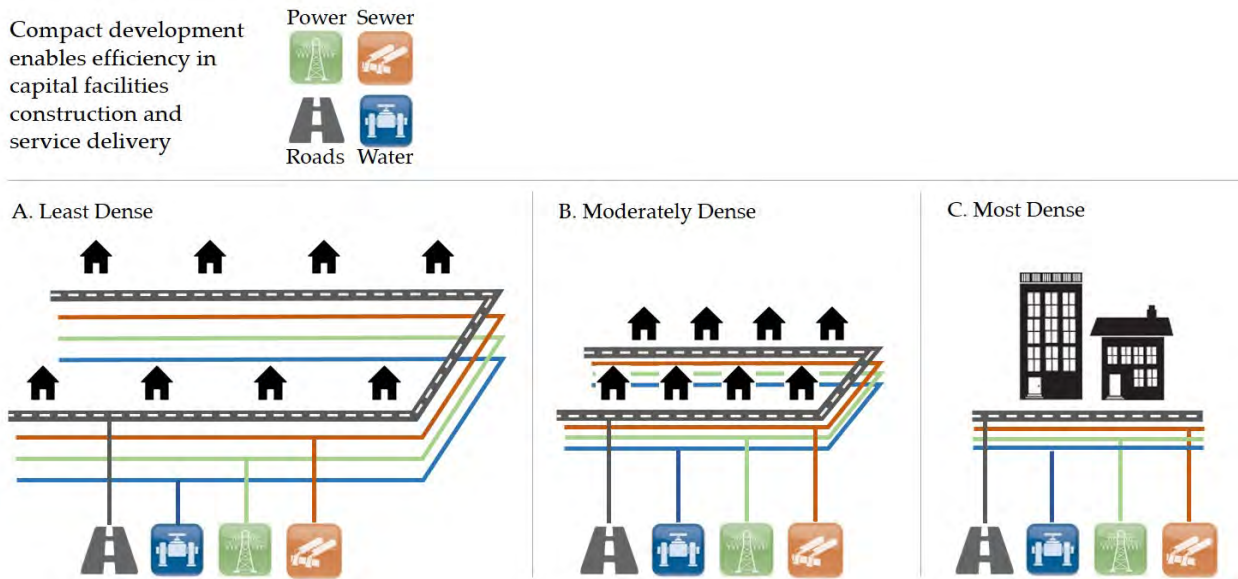 Compact development
enables efficiency in
capital facilities
construction and
service delivery
Power Sewer
Roads Water
A. Least Dense
B. Moderately Dense
C. Most Dense